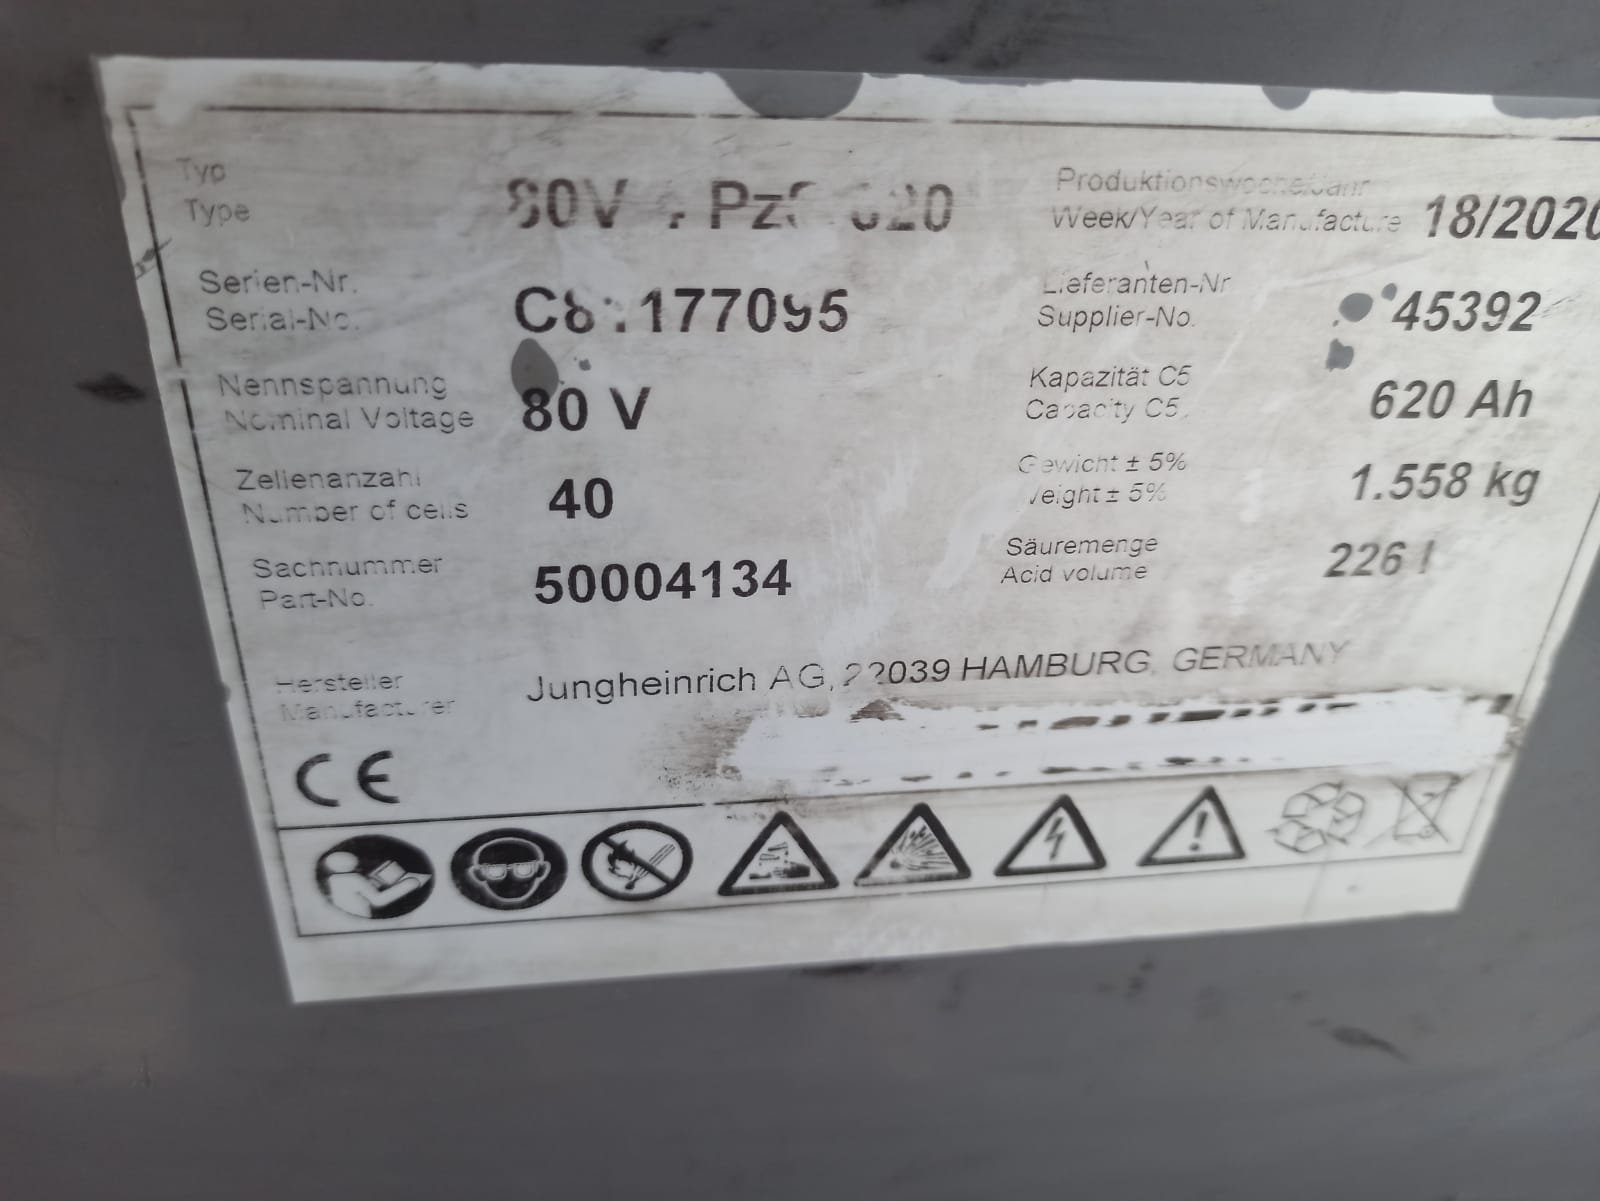 Typ
Type
80V PzS 620
Produktionswoche/Jahr
Week/Year of Manufacture 18/2020
Serien-Nr.
Serial-No.
Lieferanten-Nr
Supplier-No. 45392
Nennspannung
Nominal Voltage 80 V
Kapazität C5
Capacity C5. 620 Ah
Zellenanzahl
Number of cells 40
Gewicht ± 5%
Weight ± 5% 1.558 kg
Sachnummer
Part-No. 50004134
Säuremenge
Acid volume 226 l
Hersteller
Manufacturer
Jungheinrich AG, 22039 HAMBURG, GERMANY
CE